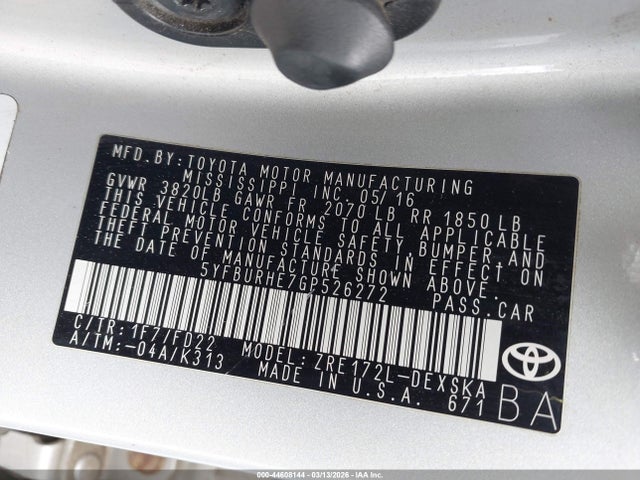 MFD. BY: TOYOTA MOTOR MANUFACTURING
MISSISSIPPI INC. 05/16
GVWR 3820LB GAWR FR 2070 LB RR 1850 LB
THIS VEHICLE CONFORMS TO ALL APPLICABLE
FEDERAL MOTOR VEHICLE SAFETY, BUMPER AND
THEFT PREVENTION STANDARDS IN EFFECT ON
THE DATE OF MANUFACTURE SHOWN ABOVE.
5YFBURHE7GP526272 PASS.CAR
C/TR: 1F7/FD22 MODEL: ZRE172L-DEXSKA
A/TM: -04A/K313 MADE IN U.S.A. 671
BA
TOYOTA
000-44608144 | 03/13/2026 | IAA Inc.